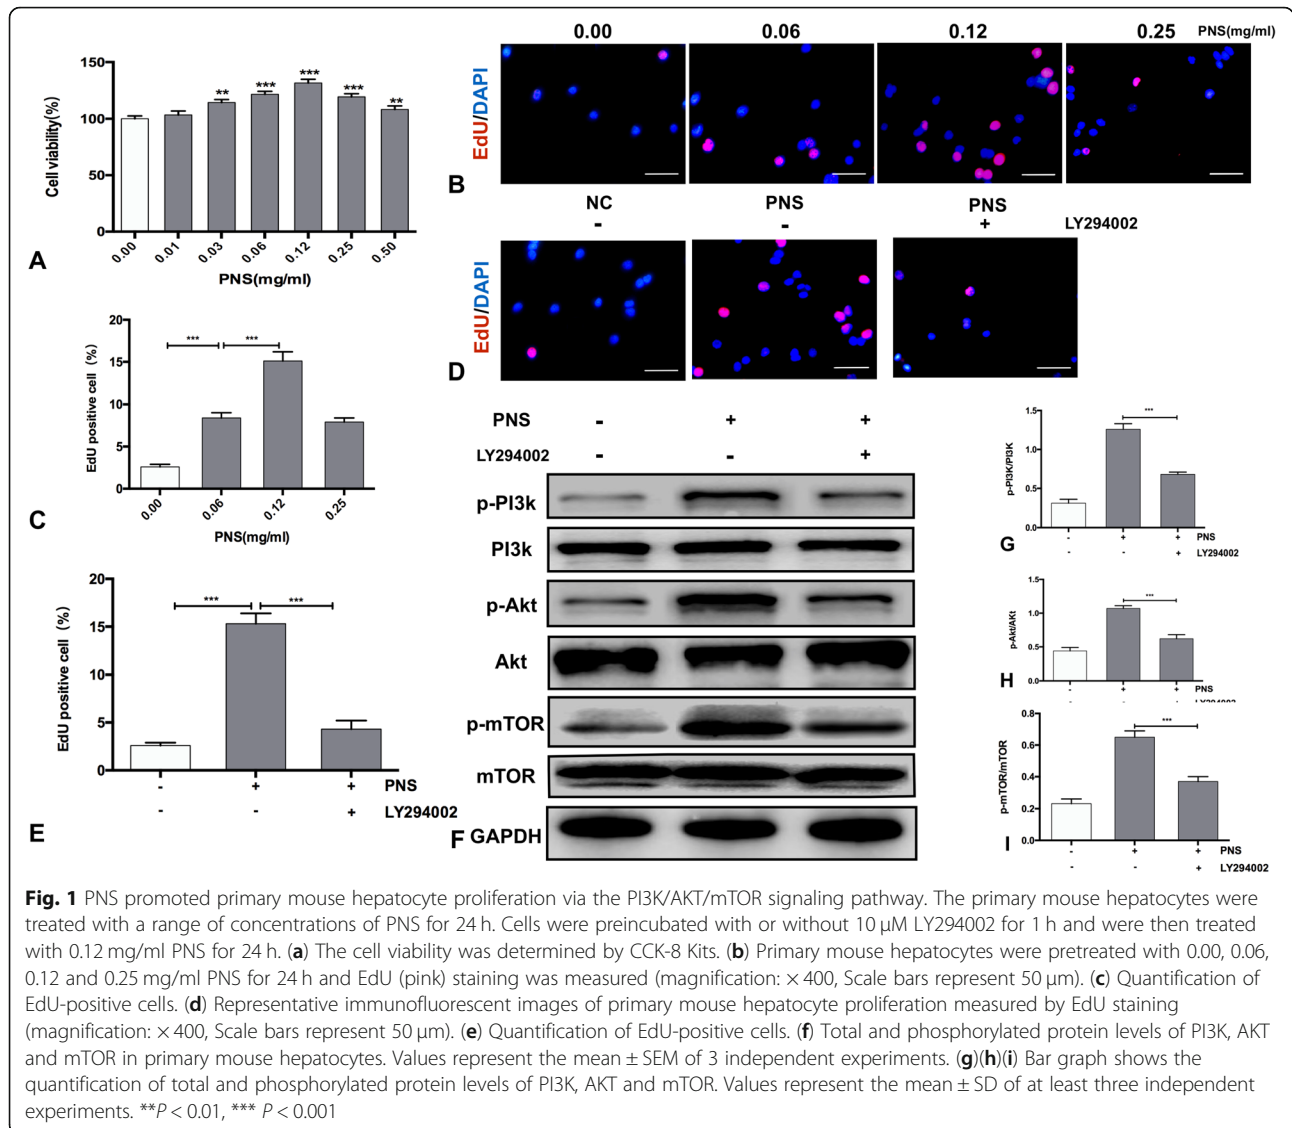 150
100
50
0
Cell viability(%)
**
***
***
***
**
0.00
0.01
0.03
0.06
0.12
0.25
0.50
PNS(mg/ml)
A
0.00 0.06 0.12 0.25 PNS(mg/ml)
EdU/DAPI
B
NC PNS PNS
- - + LY294002
EdU/DAPI
D
20
15
10
5
0
EdU positive cell (%)
*** ***
0.00
0.06
0.12
0.25
PNS(mg/ml)
C
20
15
10
5
0
EdU positive cell (%)
*** ***
- + + PNS
- - + LY294002
E
PNS - + +
LY294002 - - +
p-PI3k
PI3k
p-Akt
Akt
p-mTOR
mTOR
GAPDH
F
1.5
1.0
0.5
0.0
p-PI3K/PI3K
***
- + + PNS
- - + LY294002
G
1.5
1.0
0.5
0.0
p-Akt/AKt
***
- + + PNS
- - + LY294002
H
0.8
0.6
0.4
0.2
0.0
p-mTOR/mTOR
***
- + + PNS
- - + LY294002
I
Fig. 1 PNS promoted primary mouse hepatocyte proliferation via the PI3K/AKT/mTOR signaling pathway. The primary mouse hepatocytes were
treated with a range of concentrations of PNS for 24 h. Cells were preincubated with or without 10 μM LY294002 for 1 h and were then treated
with 0.12 mg/ml PNS for 24 h. (a) The cell viability was determined by CCK-8 Kits. (b) Primary mouse hepatocytes were pretreated with 0.00, 0.06,
0.12 and 0.25 mg/ml PNS for 24 h and EdU (pink) staining was measured (magnification: × 400, Scale bars represent 50 μm). (c) Quantification of
EdU-positive cells. (d) Representative immunofluorescent images of primary mouse hepatocyte proliferation measured by EdU staining
(magnification: × 400, Scale bars represent 50 μm). (e) Quantification of EdU-positive cells. (f) Total and phosphorylated protein levels of PI3K, AKT
and mTOR in primary mouse hepatocytes. Values represent the mean ± SEM of 3 independent experiments. (g)(h)(i) Bar graph shows the
quantification of total and phosphorylated protein levels of PI3K, AKT and mTOR. Values represent the mean ± SD of at least three independent
experiments. **P < 0.01, *** P < 0.001